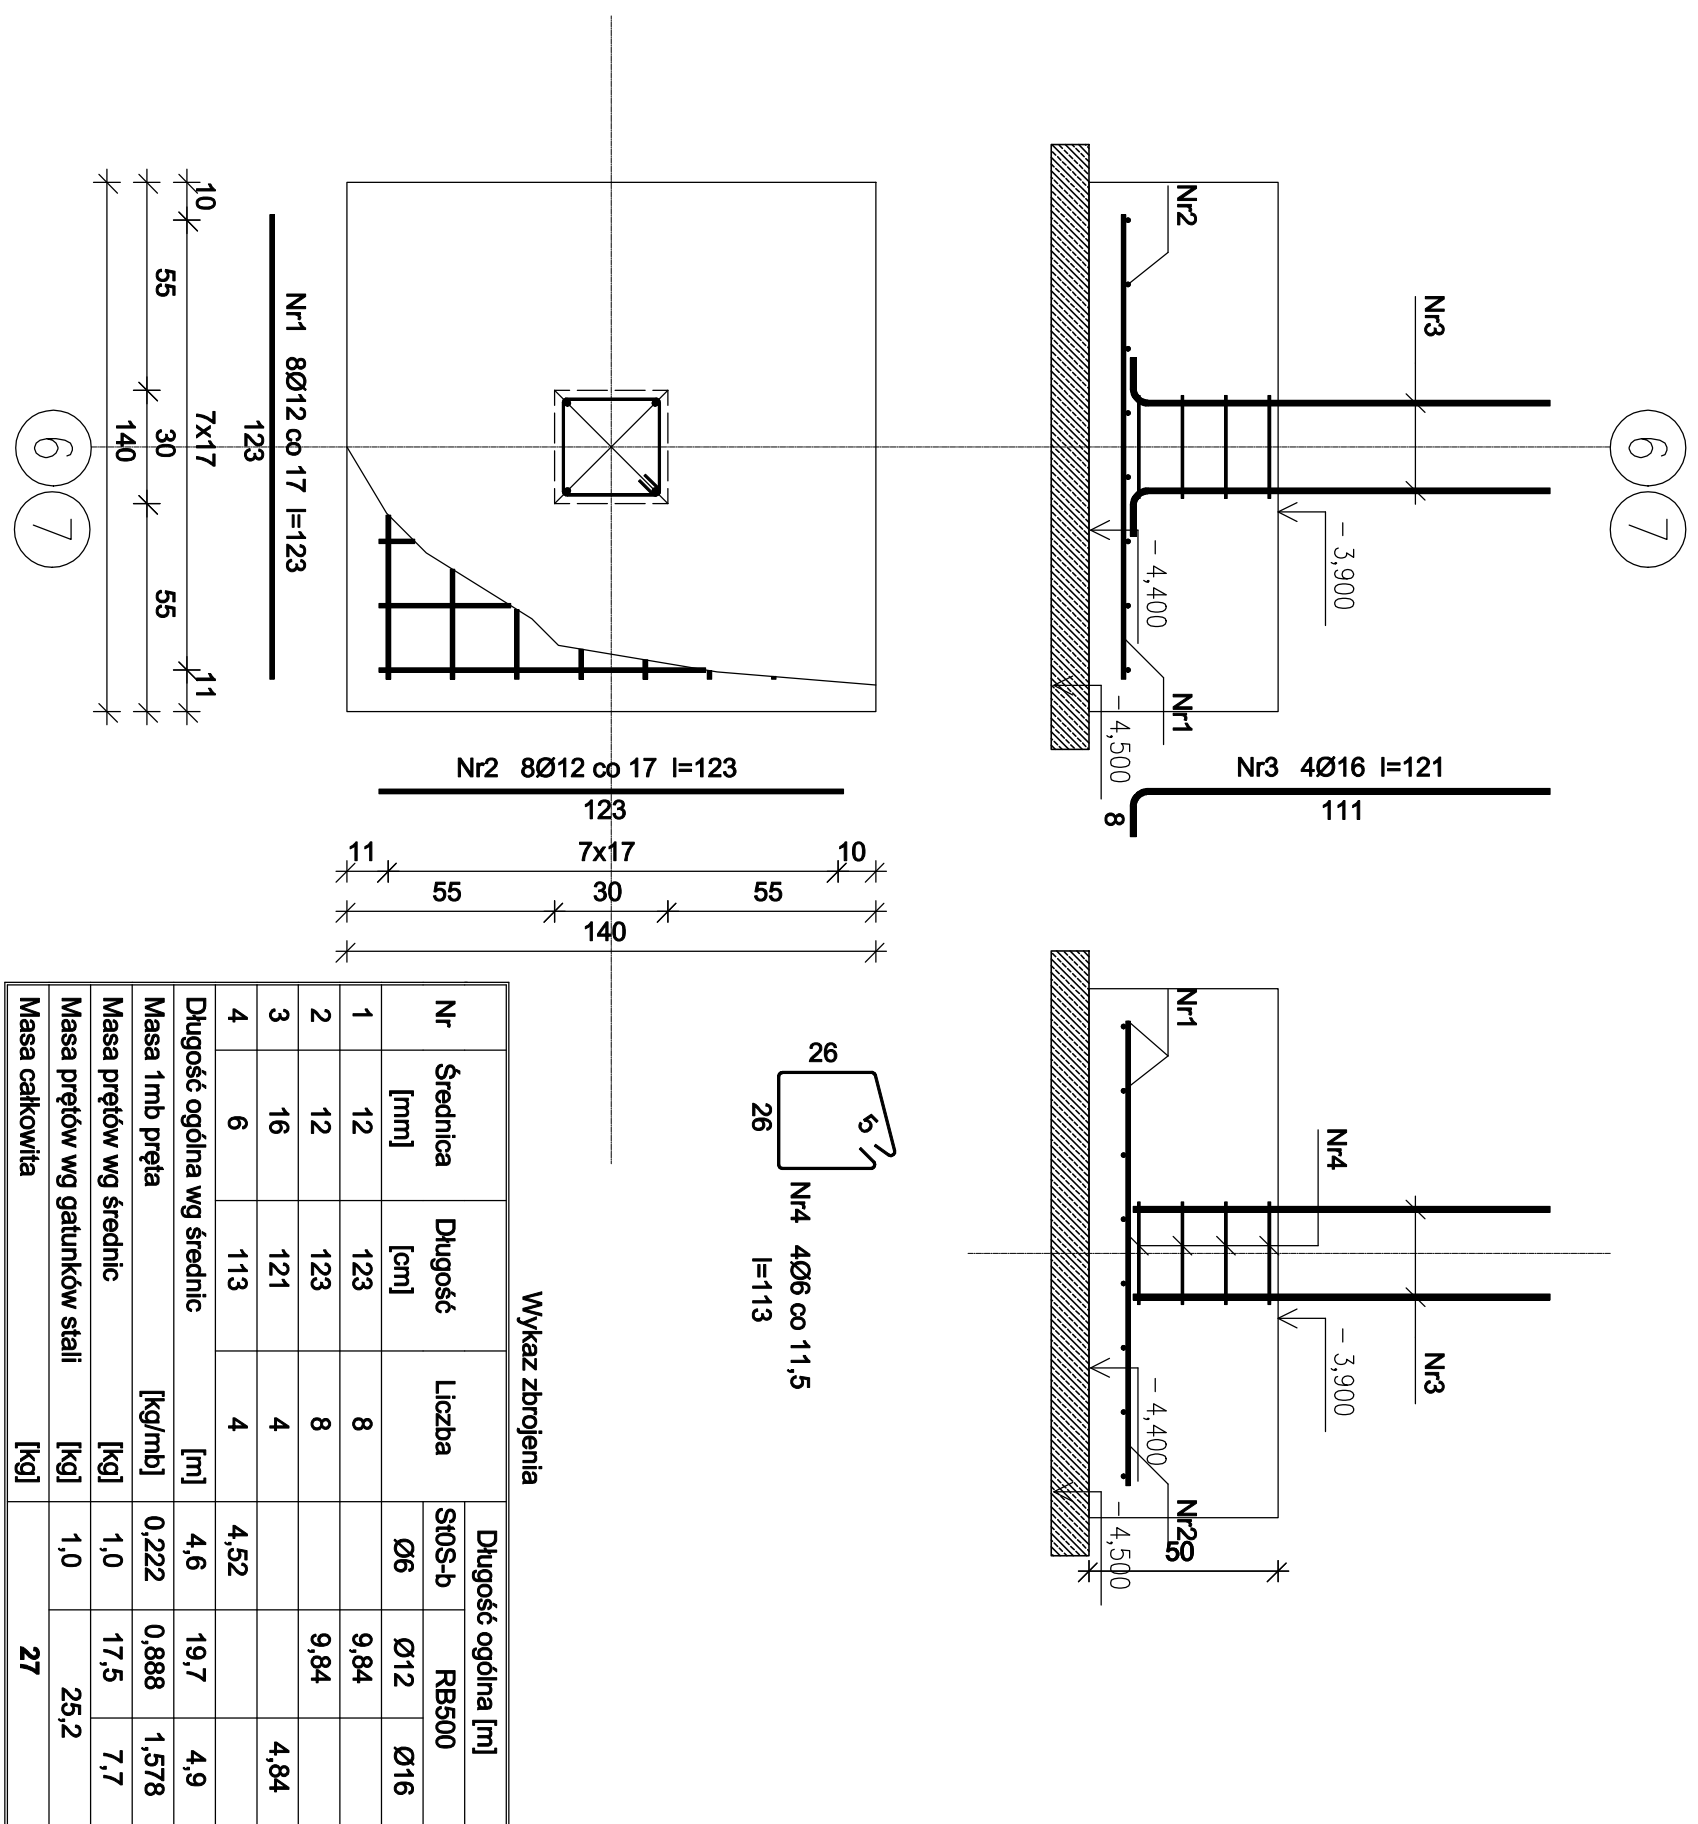 6
7
Nr3
- 3,900
- 4,400
- 4,500
Nr2
Nr1
Nr3 4Ø16 l=121
111
8
Nr4
Nr3
- 3,900
- 4,400
- 4,500
Nr1
Nr2
50
Nr1 8Ø12 co 17 l=123
123
10
7x17
11
55
30
55
140
6
7
Nr2 8Ø12 co 17 l=123
123
11
7x17
10
55
30
55
140
26
26
5
Nr4 4Ø6 co 11,5
l=113
Wykaz zbrojenia
Nr Średnica Długość Liczba Długość ogólna [m]
[mm] [cm] St0S-b RB500
Ø6 Ø12 Ø16
1 12 123 8 9,84
2 12 123 8 9,84
3 16 121 4 4,84
4 6 113 4 4,52
Długość ogólna wg średnic [m] 4,6 19,7 4,9
Masa 1mb pręta [kg/mb] 0,222 0,888 1,578
Masa prętów wg średnic [kg] 1,0 17,5 7,7
Masa prętów wg gatunków stali [kg] 1,0 25,2
Masa całkowita [kg] 27